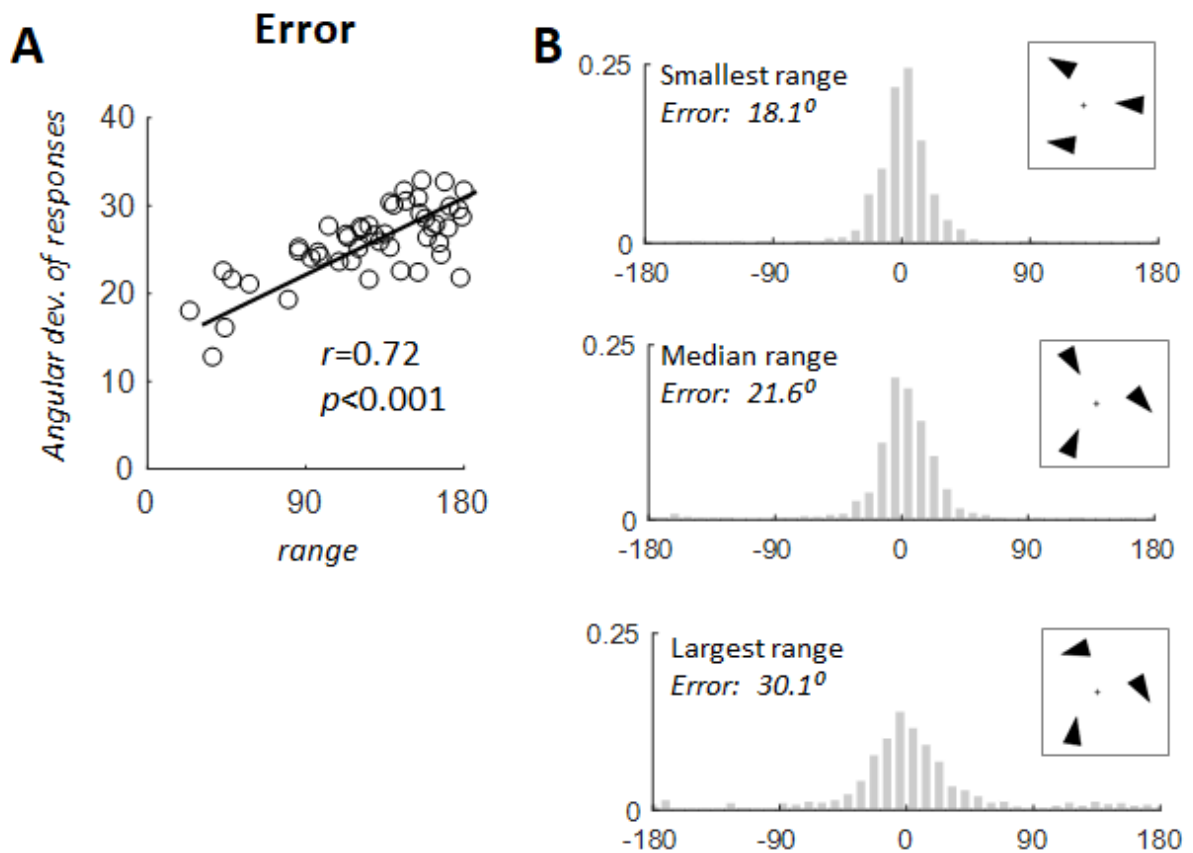 A
Error
Angular dev. of responses
40
30
20
10
0
r=0.72
p<0.001
0
90
180
range
B
0.25
Smallest range
Error: 18.1⁰
0
-180
-90
0
90
180
0.25
Median range
Error: 21.6⁰
0
-180
-90
0
90
180
0.25
Largest range
Error: 30.1⁰
0
-180
-90
0
90
180